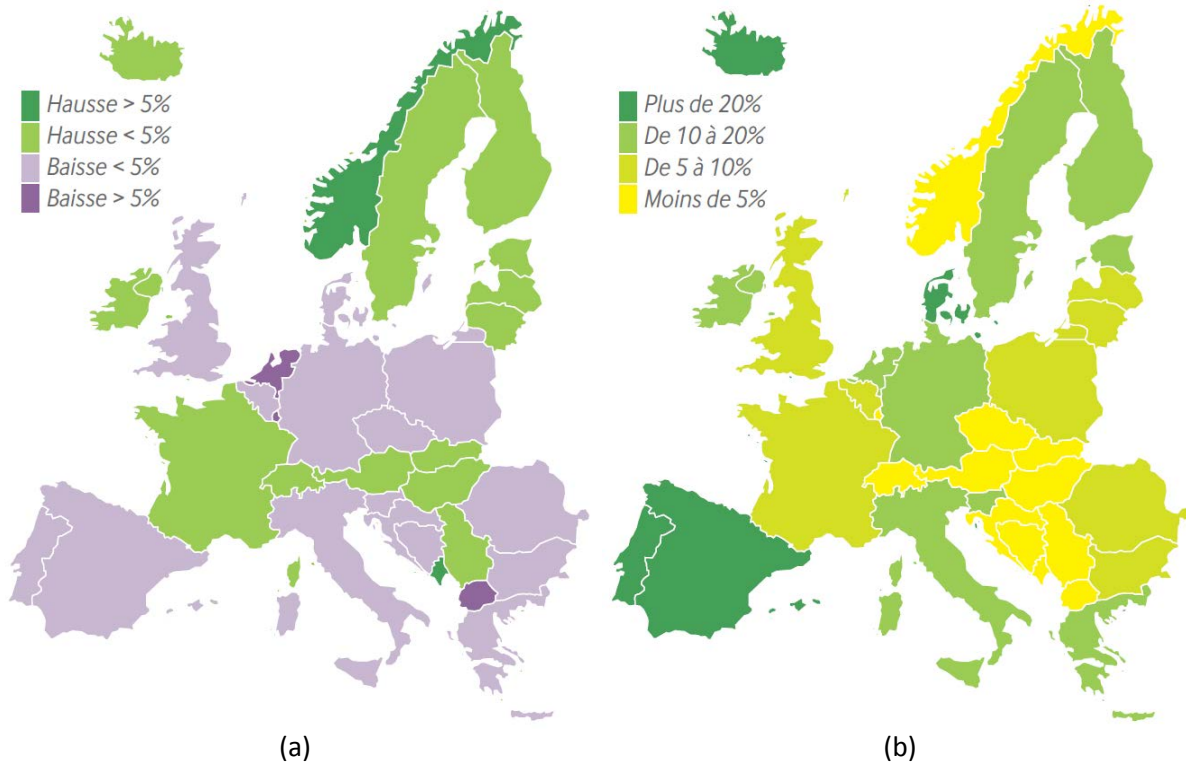 Hausse > 5%
Hausse < 5%
Baisse < 5%
Baisse > 5%
Plus de 20%
De 10 à 20%
De 5 à 10%
Moins de 5%
(a)
(b)